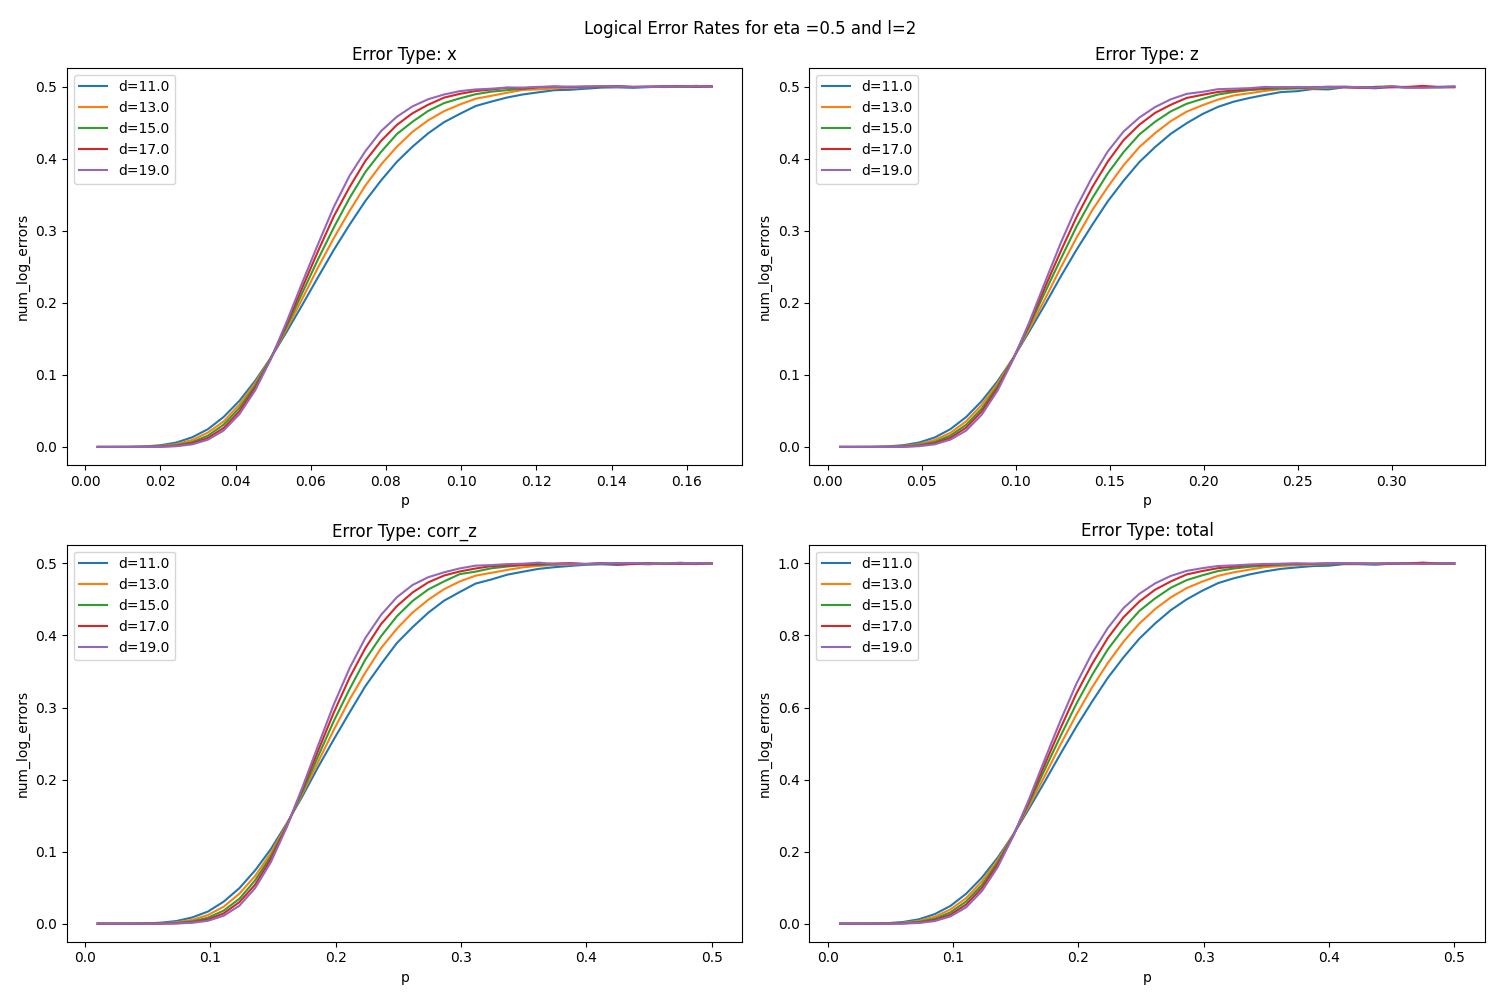 Logical Error Rates for eta =0.5 and l=2
Error Type: x
d=11.0
d=13.0
d=15.0
d=17.0
d=19.0
num_log_errors
0.5
0.4
0.3
0.2
0.1
0.0
0.00 0.02 0.04 0.06 0.08 0.10 0.12 0.14 0.16
p
Error Type: z
d=11.0
d=13.0
d=15.0
d=17.0
d=19.0
num_log_errors
0.5
0.4
0.3
0.2
0.1
0.0
0.00 0.05 0.10 0.15 0.20 0.25 0.30
p
Error Type: corr_z
d=11.0
d=13.0
d=15.0
d=17.0
d=19.0
num_log_errors
0.5
0.4
0.3
0.2
0.1
0.0
0.0 0.1 0.2 0.3 0.4 0.5
p
Error Type: total
d=11.0
d=13.0
d=15.0
d=17.0
d=19.0
num_log_errors
1.0
0.8
0.6
0.4
0.2
0.0
0.0 0.1 0.2 0.3 0.4 0.5
p